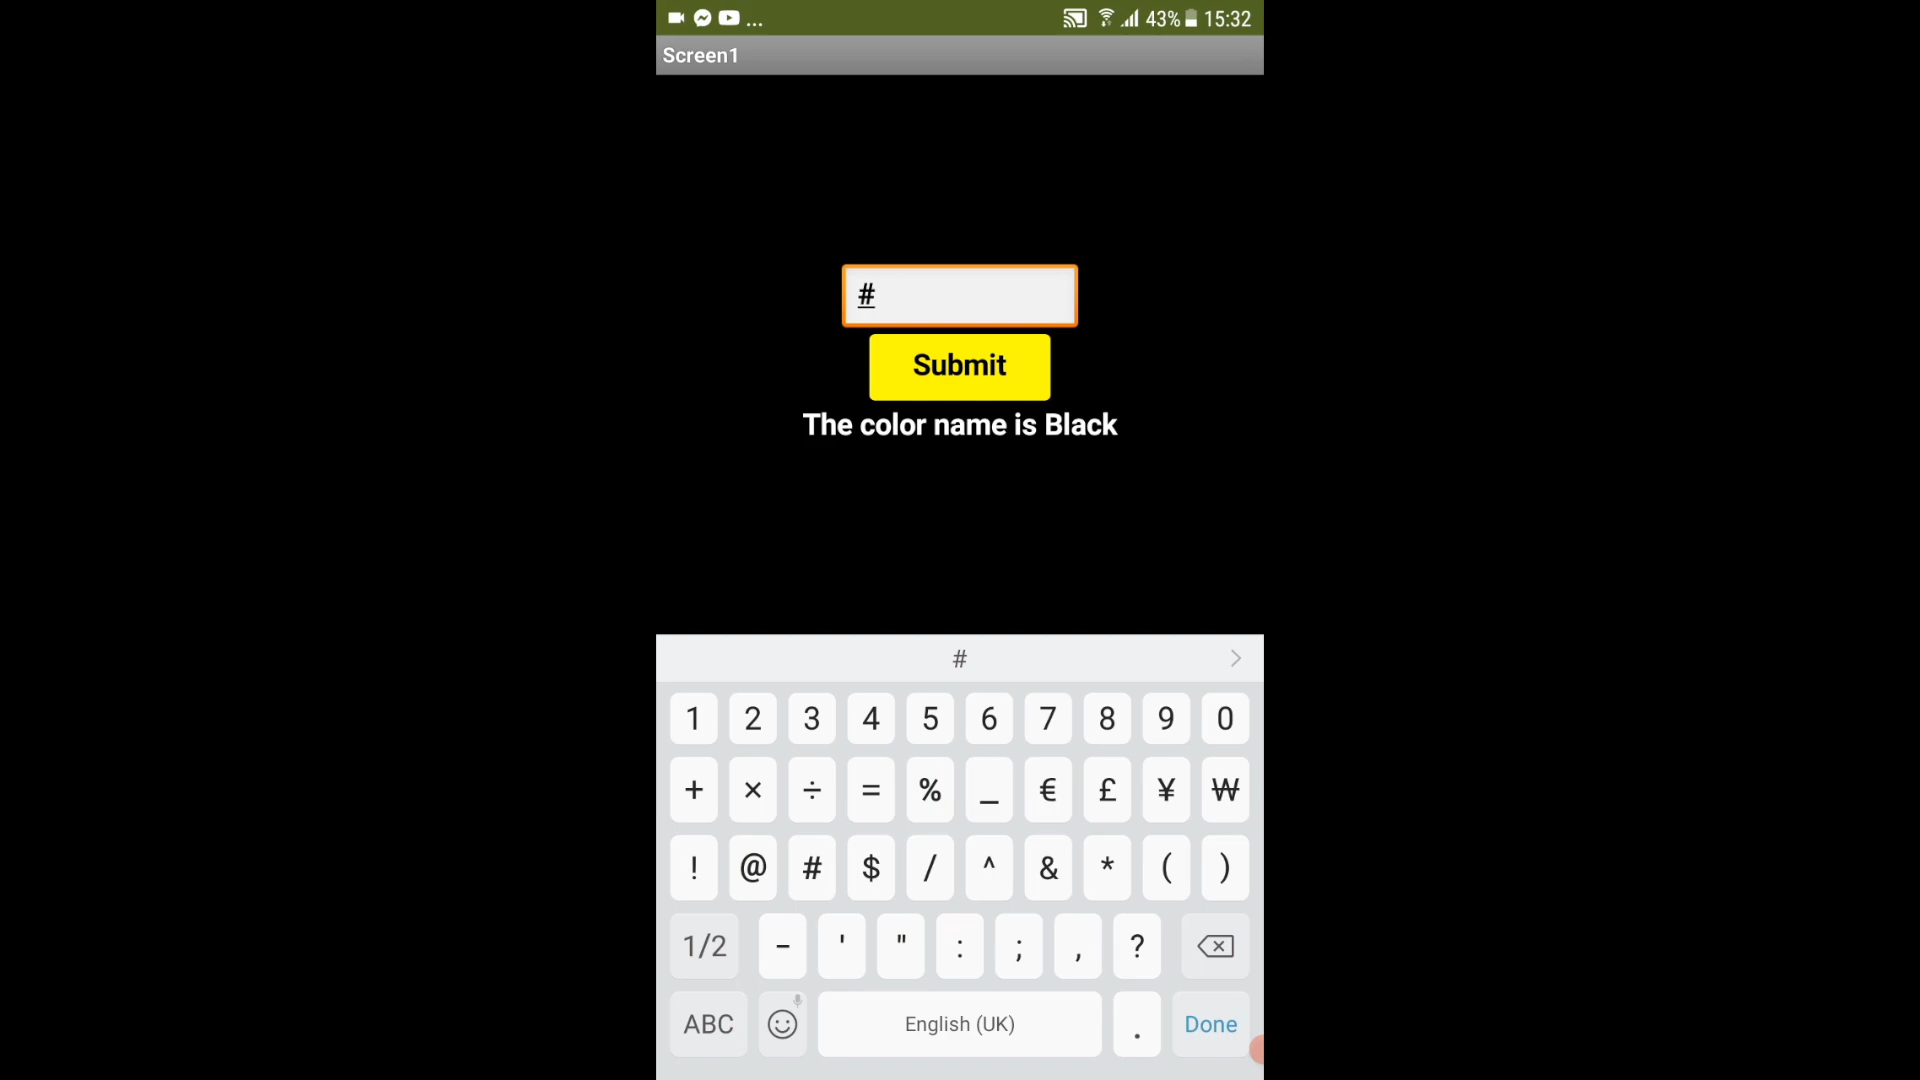 ... 43% 15:32
Screen1
#
Submit
The color name is Black
#
1 2 3 4 5 6 7 8 9 0
+ × ÷ = % _ € £ ¥ ₩
! @ # $ / ^ & * ( )
1/2 - ' " : ; , ?
ABC English (UK) . Done